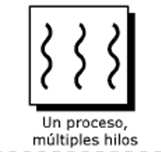 Un proceso,
múltiples hilos